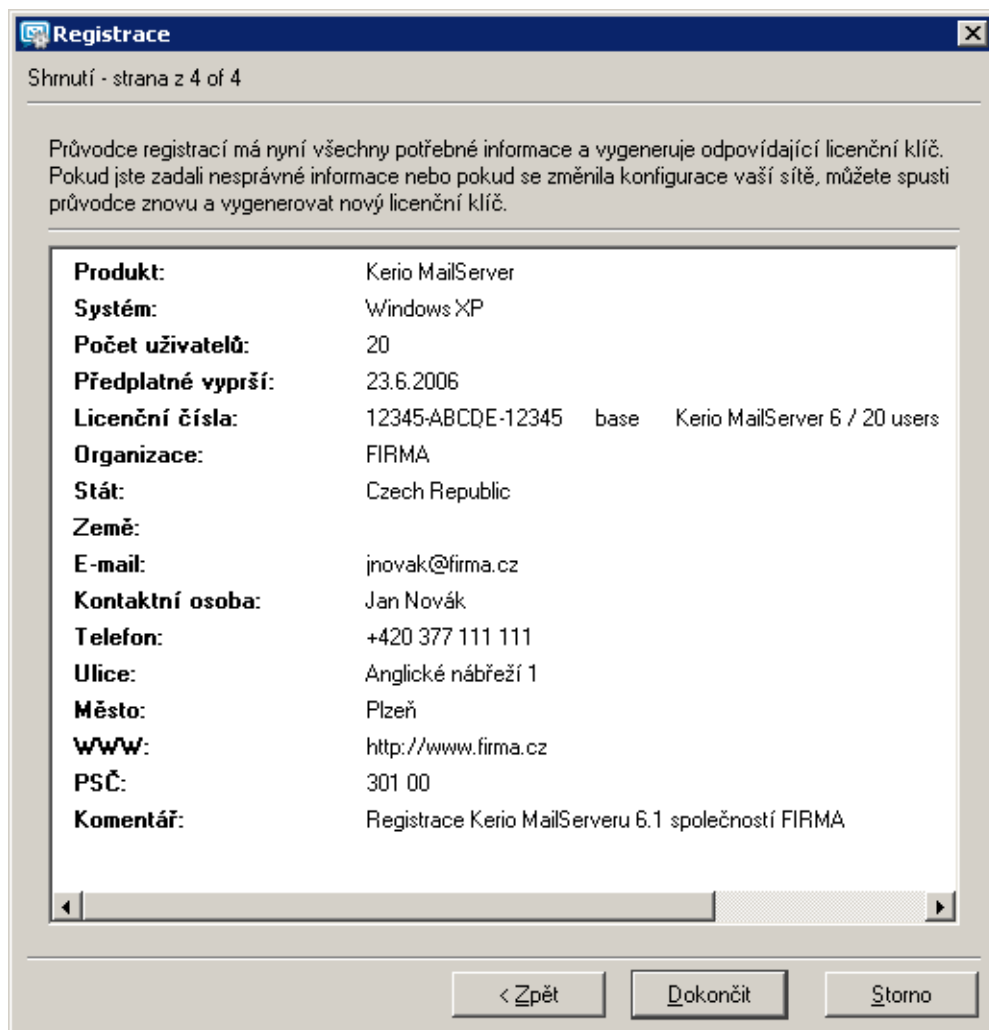 Registrace
Shrnutí - strana z 4 of 4
Průvodce registrací má nyní všechny potřebné informace a vygeneruje odpovídající licenční klíč.
Pokud jste zadali nesprávné informace nebo pokud se změnila konfigurace vaší sítě, můžete spusti
průvodce znovu a vygenerovat nový licenční klíč.
Produkt: Kerio MailServer
Systém: Windows XP
Počet uživatelů: 20
Předplatné vyprší: 23.6.2006
Licenční čísla: 12345-ABCDE-12345 base Kerio MailServer 6 / 20 users
Organizace: FIRMA
Stát: Czech Republic
Země:
E-mail: jnovak@firma.cz
Kontaktní osoba: Jan Novák
Telefon: +420 377 111 111
Ulice: Anglické nábřeží 1
Město: Plzeň
WWW: http://www.firma.cz
PSČ: 301 00
Komentář: Registrace Kerio MailServeru 6.1 společností FIRMA
< Zpět Dokončit Storno